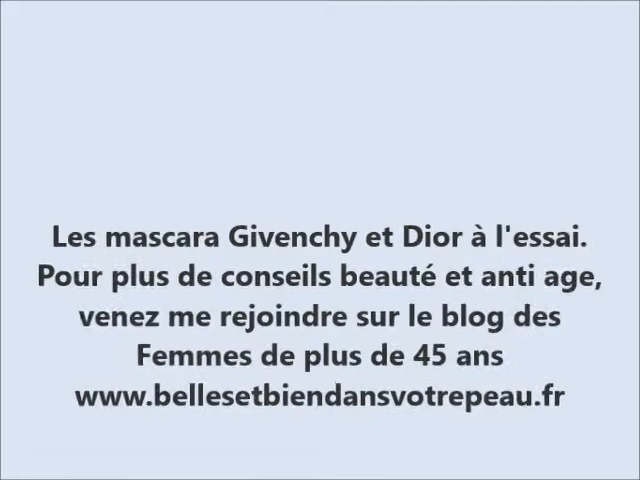 Les mascara Givenchy et Dior à l'essai.
Pour plus de conseils beauté et anti age,
venez me rejoindre sur le blog des
Femmes de plus de 45 ans
www.bellesetbiendansvotrepeau.fr